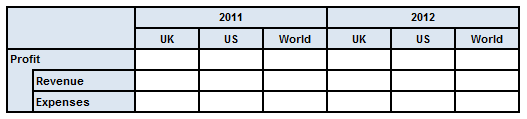 2011 2012
UK US World UK US World
Profit
Revenue
Expenses